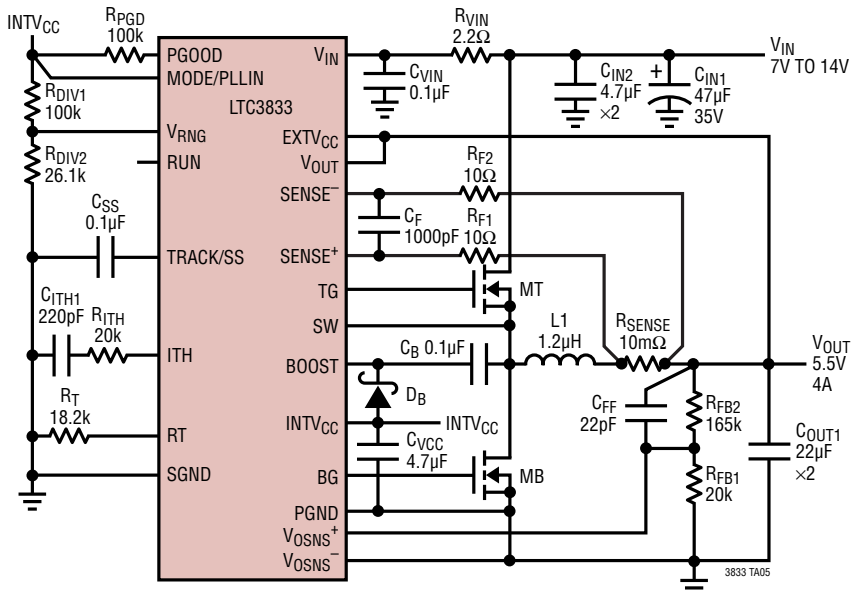 INTVCC
RPGD
100k
RDIV1
100k
RDIV2
26.1k
CSS
0.1µF
CITH1
220pF
RITH
20k
RT
18.2k
PGOOD
MODE/PLLIN
LTC3833
VRNG
RUN
TRACK/SS
ITH
RT
SGND
VIN
EXTVCC
VOUT
SENSE–
SENSE+
TG
SW
BOOST
INTVCC
BG
PGND
VOSNS+
VOSNS–
RVIN
2.2Ω
CVIN
0.1µF
CIN2
4.7µF
×2
+
CIN1
47µF
35V
VIN
7V TO 14V
RF2
10Ω
CF
1000pF
RF1
10Ω
MT
L1
1.2µH
RSENSE
10mΩ
VOUT
5.5V
4A
CB 0.1µF
DB
INTVCC
CVCC
4.7µF
MB
CFF
22pF
RFB2
165k
RFB1
20k
COUT1
22µF
×2
3833 TA05